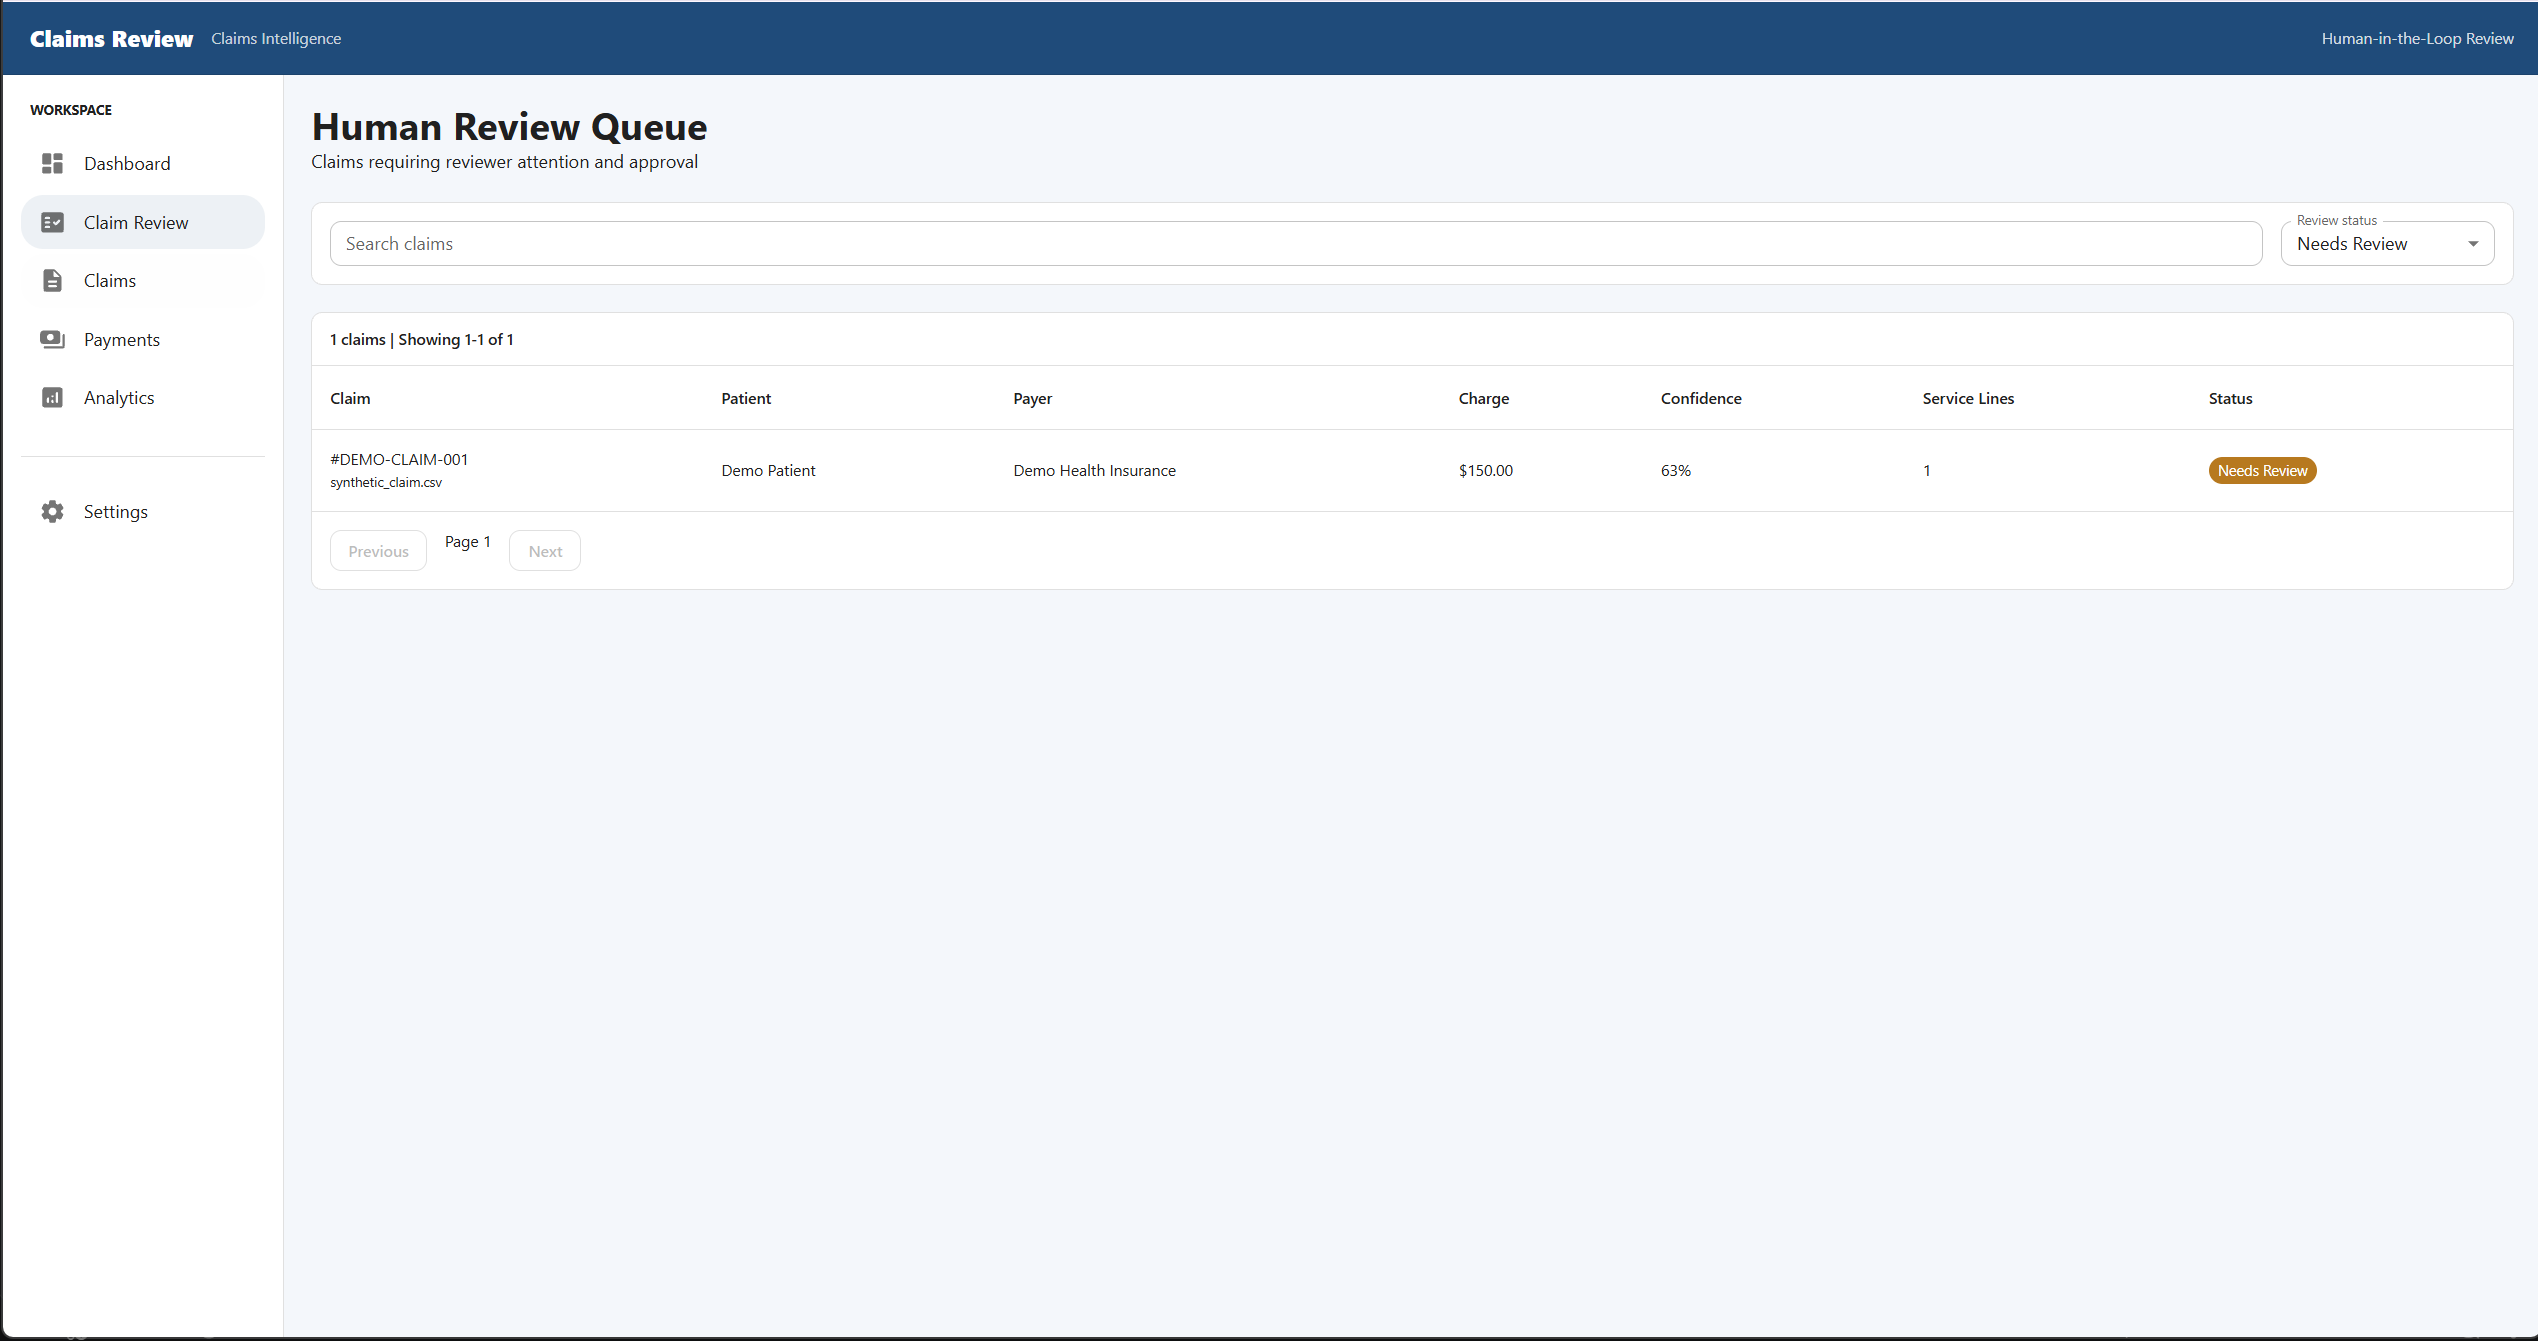 Claims Review Claims Intelligence Human-in-the-Loop Review
WORKSPACE
Dashboard
Claim Review
Claims
Payments
Analytics
Settings
Human Review Queue
Claims requiring reviewer attention and approval
Search claims
Review status
Needs Review
1 claims | Showing 1-1 of 1
Claim Patient Payer Charge Confidence Service Lines Status
#DEMO-CLAIM-001
synthetic_claim.csv
Demo Patient Demo Health Insurance $150.00 63% 1 Needs Review
Previous Page 1 Next